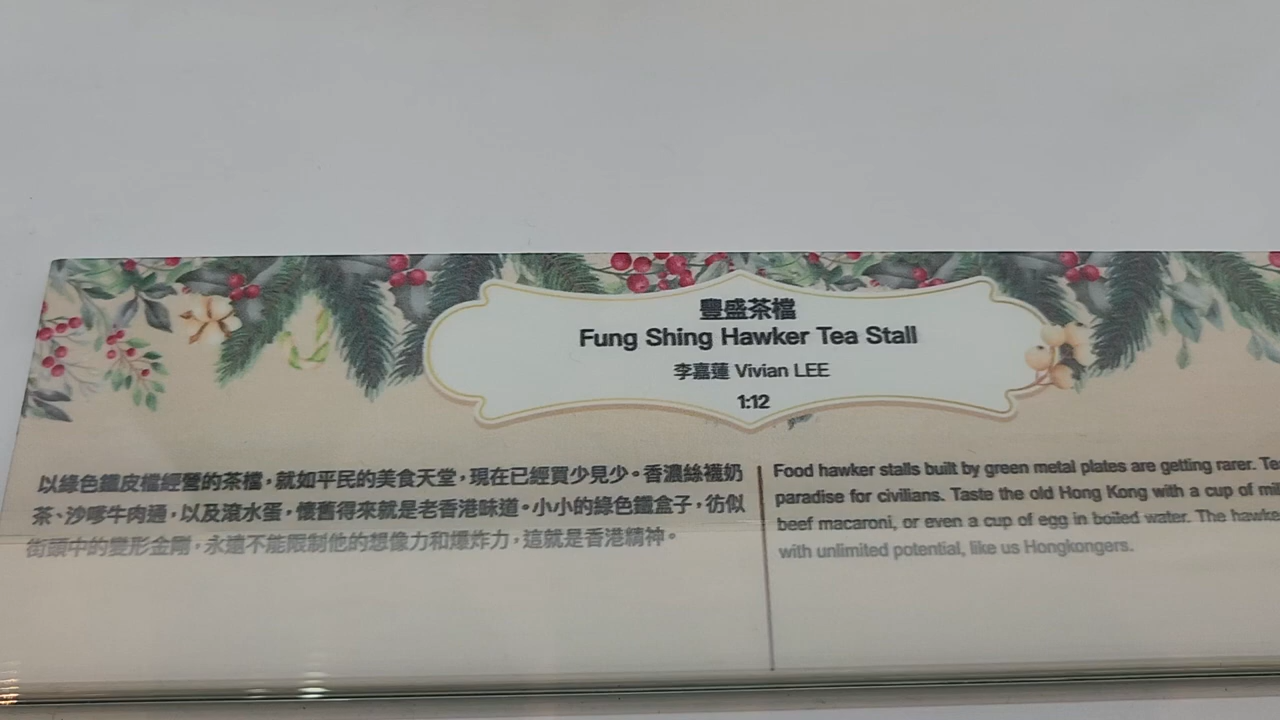 豐盛茶檔
Fung Shing Hawker Tea Stall
李嘉蓮 Vivian LEE
1:12
以綠色鐵皮檔經營的茶檔，就如平民的美食天堂，現在已經買少見少。香濃絲襪奶
茶、沙嗲牛肉通，以及滾水蛋，懷舊得來就是老香港味道。小小的綠色鐵盒子，彷似
街頭中的變形金剛，永遠不能限制他的想像力和爆炸力，這就是香港精神。
Food hawker stalls built by green metal plates are getting rarer.
paradise for civilians. Taste the old Hong Kong with a cup of
beef macaroni, or even a cup of egg in boiled water. The
with unlimited potential, like us Hongkongers.